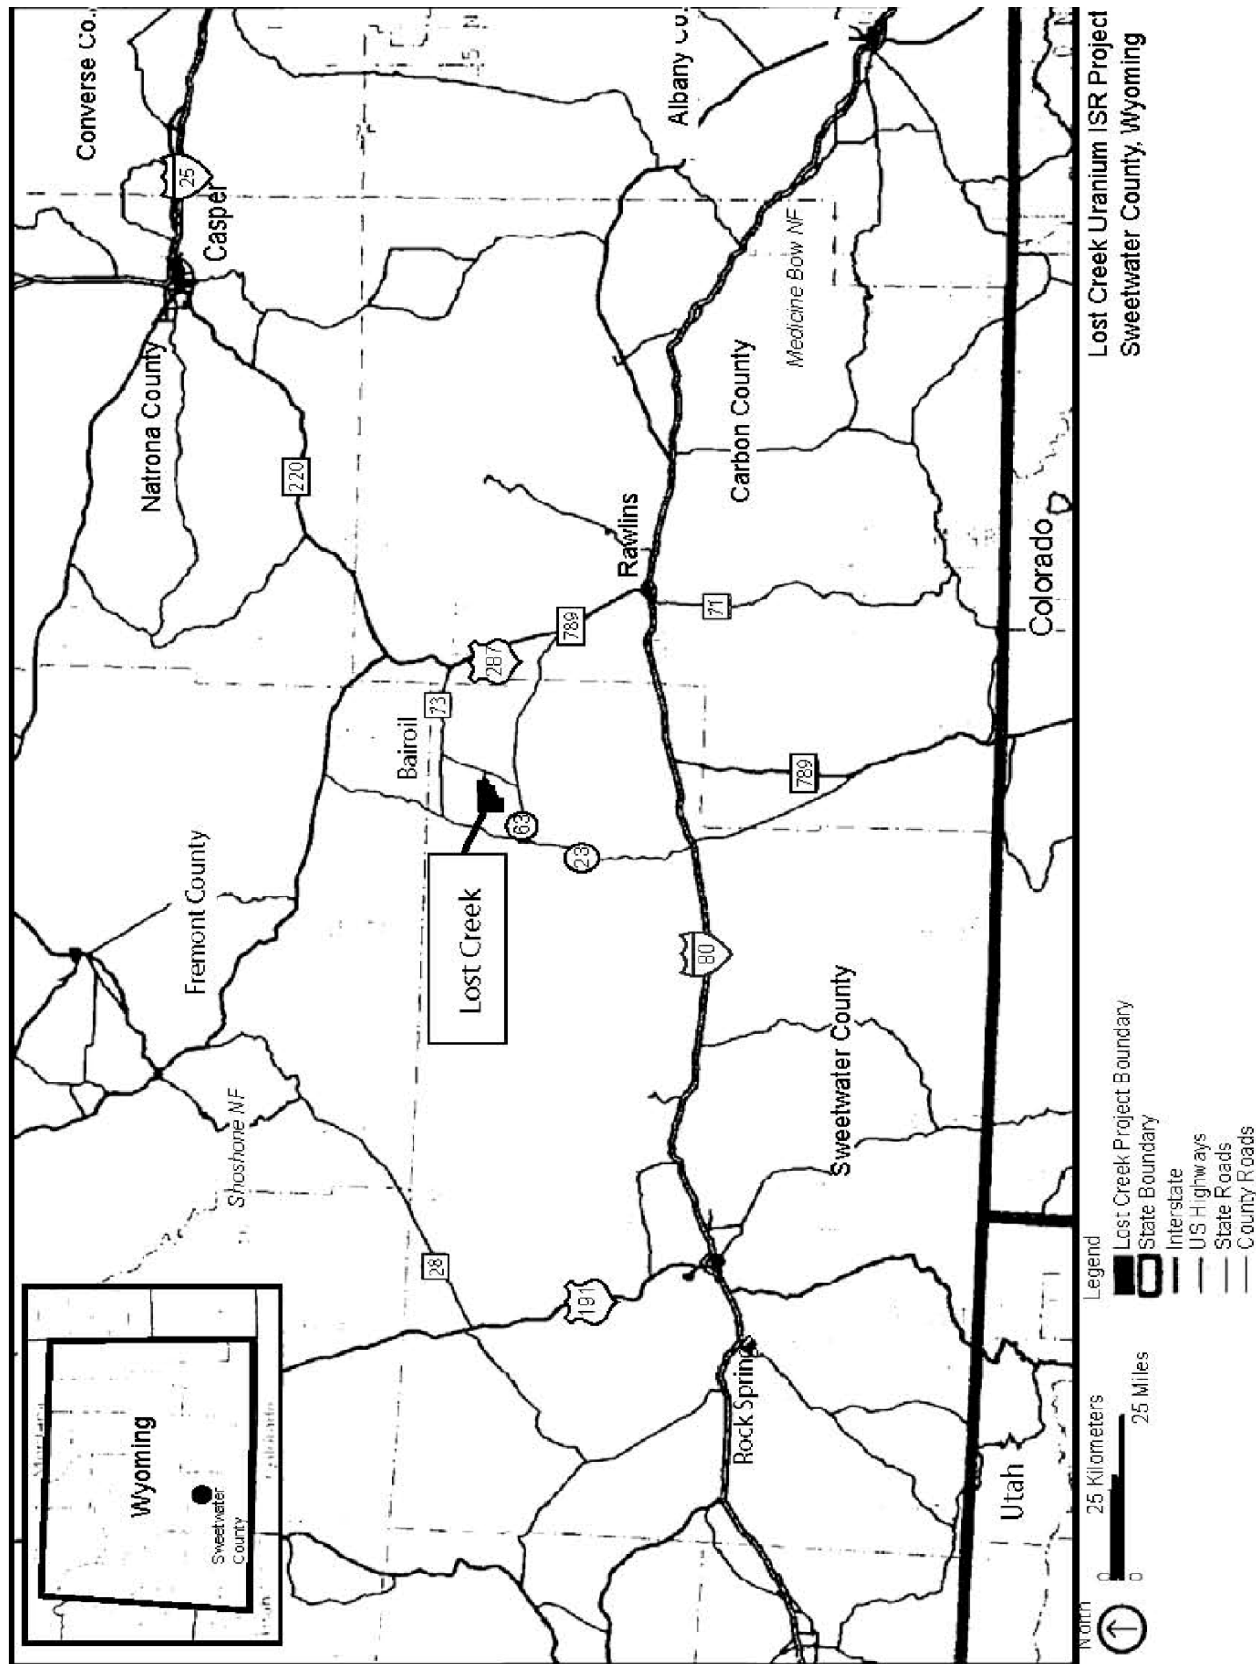 Wyoming
Sweetwater
County
Shoshone NF
Fremont County
Natrona County
Converse Co.
25
Casper
28
220
Bairoil
73
Lost Creek
287
191
63
23
789
Rawlins
Albany Co.
Rock Spring
80
71
Carbon County
Medicine Bow NF
Sweetwater County
789
Utah
Colorado
North
0 25 Kilometers
0 25 Miles
Legend
Lost Creek Project Boundary
State Boundary
Interstate
US Highways
State Roads
County Roads
Lost Creek Uranium ISR Project
Sweetwater County, Wyoming